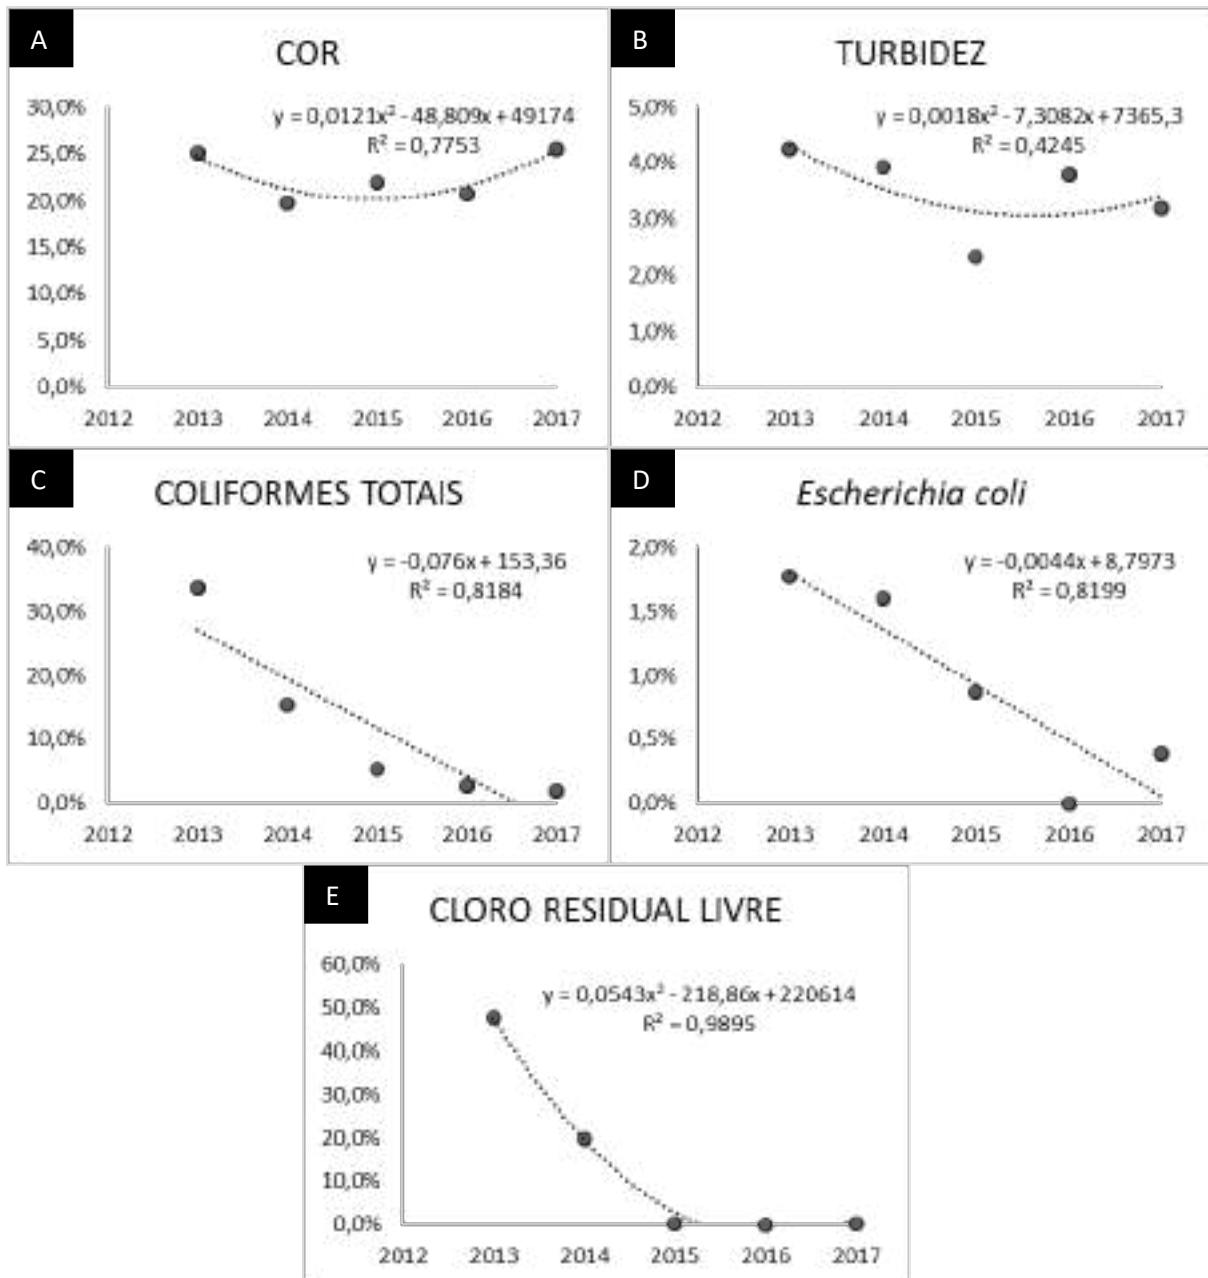 A
COR
30,0%
25,0%
20,0%
15,0%
10,0%
5,0%
0,0%
y = 0,0121x² - 48,809x + 49174
R² = 0,7753
2012 2013 2014 2015 2016 2017
B
TURBIDEZ
5,0%
4,0%
3,0%
2,0%
1,0%
0,0%
y = 0,0018x² - 7,3082x + 7365,3
R² = 0,4245
2012 2013 2014 2015 2016 2017
C
COLIFORMES TOTAIS
40,0%
30,0%
20,0%
10,0%
0,0%
y = -0,076x + 153,36
R² = 0,8184
2012 2013 2014 2015 2016 2017
D
Escherichia coli
2,0%
1,5%
1,0%
0,5%
0,0%
y = -0,0044x + 8,7973
R² = 0,8199
2012 2013 2014 2015 2016 2017
E
CLORO RESIDUAL LIVRE
60,0%
50,0%
40,0%
30,0%
20,0%
10,0%
0,0%
y = 0,0543x² - 218,86x + 220614
R² = 0,9895
2012 2013 2014 2015 2016 2017